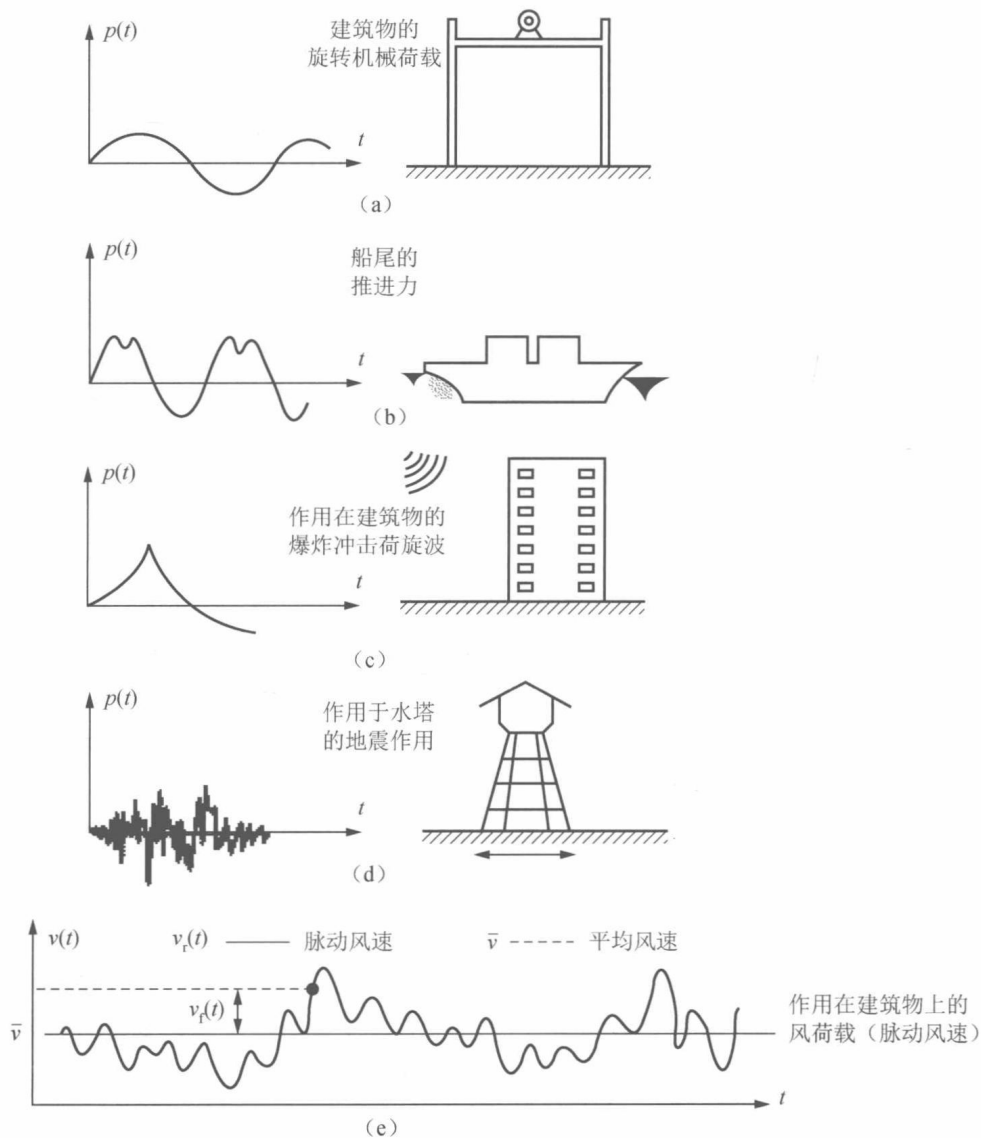 p(t)
建筑物的
旋转机械荷载
t
(a)
p(t)
船尾的
推进力
t
(b)
p(t)
作用在建筑物的
爆炸冲击荷旋波
t
(c)
p(t)
作用于水塔
的地震作用
t
(d)
v(t) v_r(t) 脉动风速 v̄ 平均风速
v_f(t)
作用在建筑物上的
v̄ 风荷载（脉动风速）
t
(e)